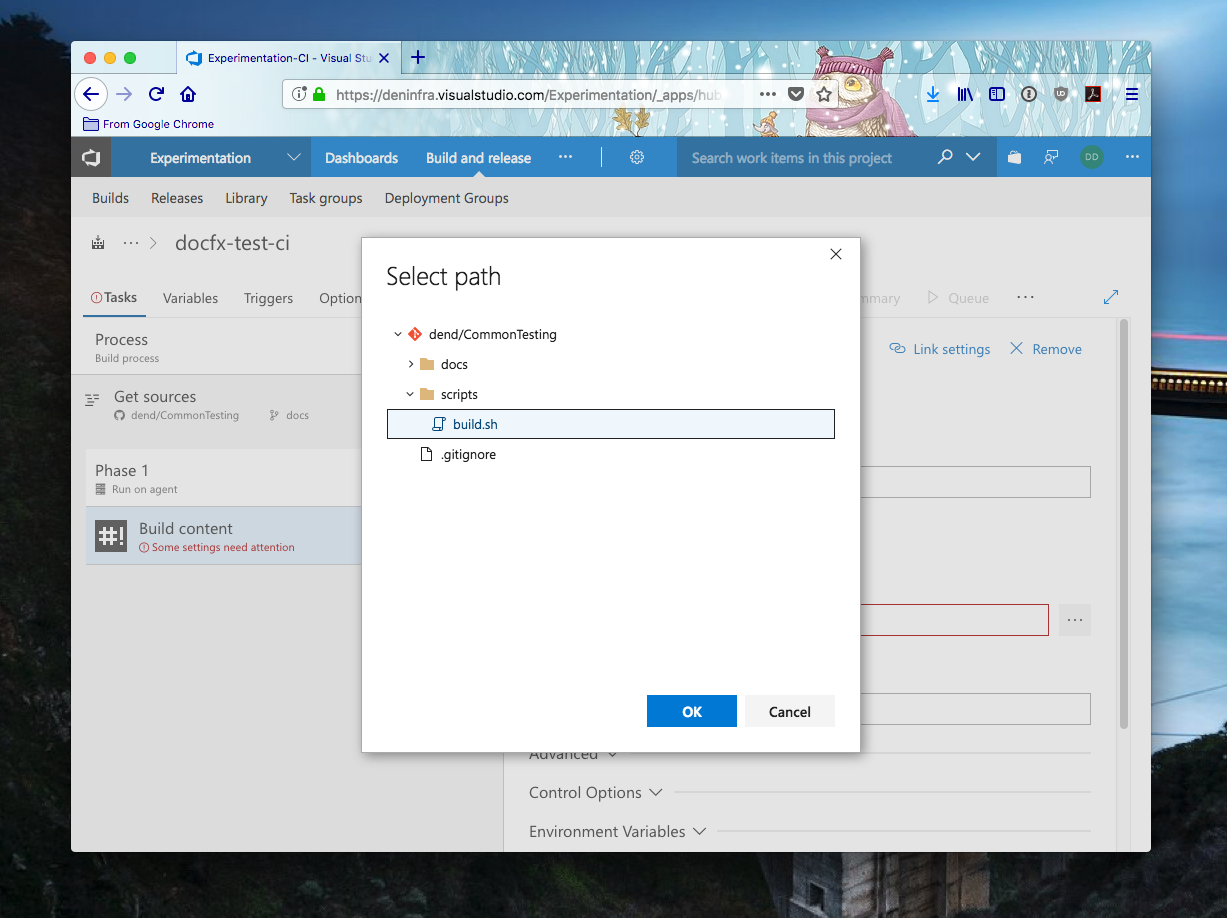 Experimentation-CI - Visual Stu
https://deninfra.visualstudio.com/Experimentation/_apps/hub
From Google Chrome
Experimentation Dashboards Build and release ... Search work items in this project DD ...
Builds Releases Library Task groups Deployment Groups
... docfx-test-ci
Tasks Variables Triggers Option mmary Queue ...
Process
Build process
Link settings Remove
Get sources
dend/CommonTesting docs
Phase 1
Run on agent
#! Build content
Some settings need attention
Select path
dend/CommonTesting
docs
scripts
build.sh
.gitignore
...
OK Cancel
Advanced
Control Options
Environment Variables